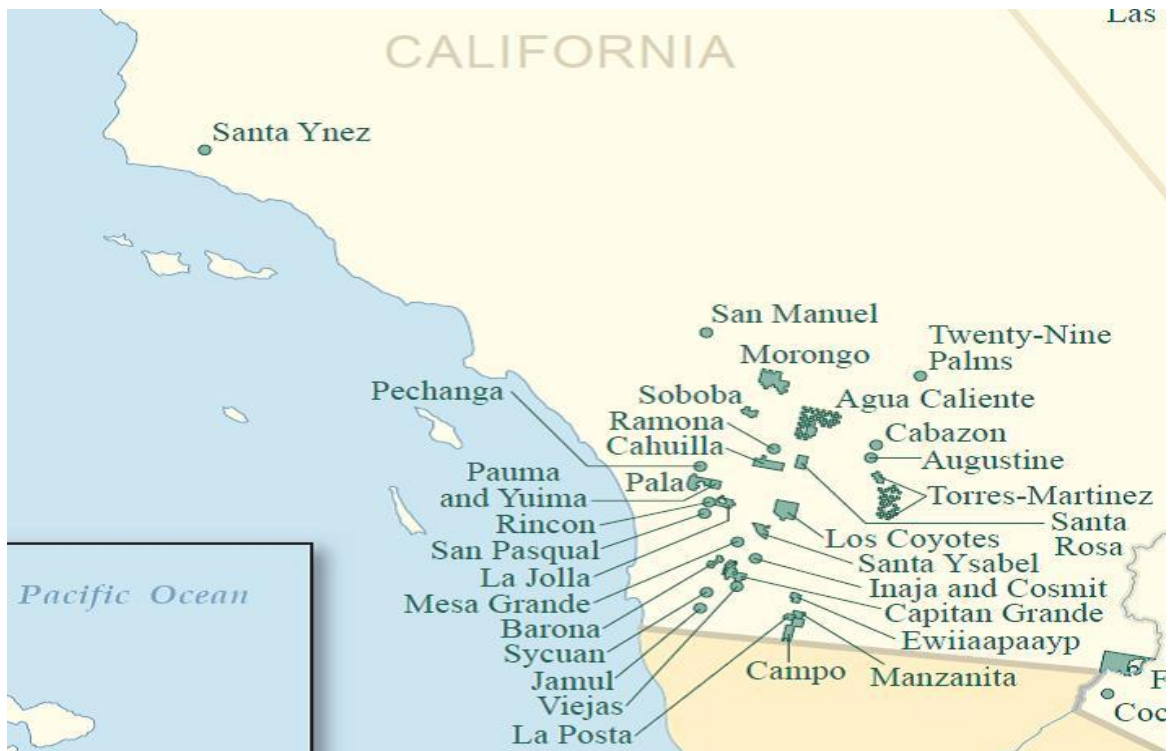 Las
CALIFORNIA
Santa Ynez
San Manuel
Twenty-Nine
Palms
Morongo
Pechanga
Soboba
Agua Caliente
Ramona
Cahuilla
Cabazon
Augustine
Pauma
and Yuima
Pala
Torres-Martinez
Rincon
Santa
Rosa
San Pasqual
Los Coyotes
La Jolla
Santa Ysabel
Mesa Grande
Inaja and Cosmit
Pacific Ocean
Barona
Capitan Grande
Sycuan
Ewiiaapaayp
Jamul
Campo
Manzanita
Viejas
La Posta
F
Coc